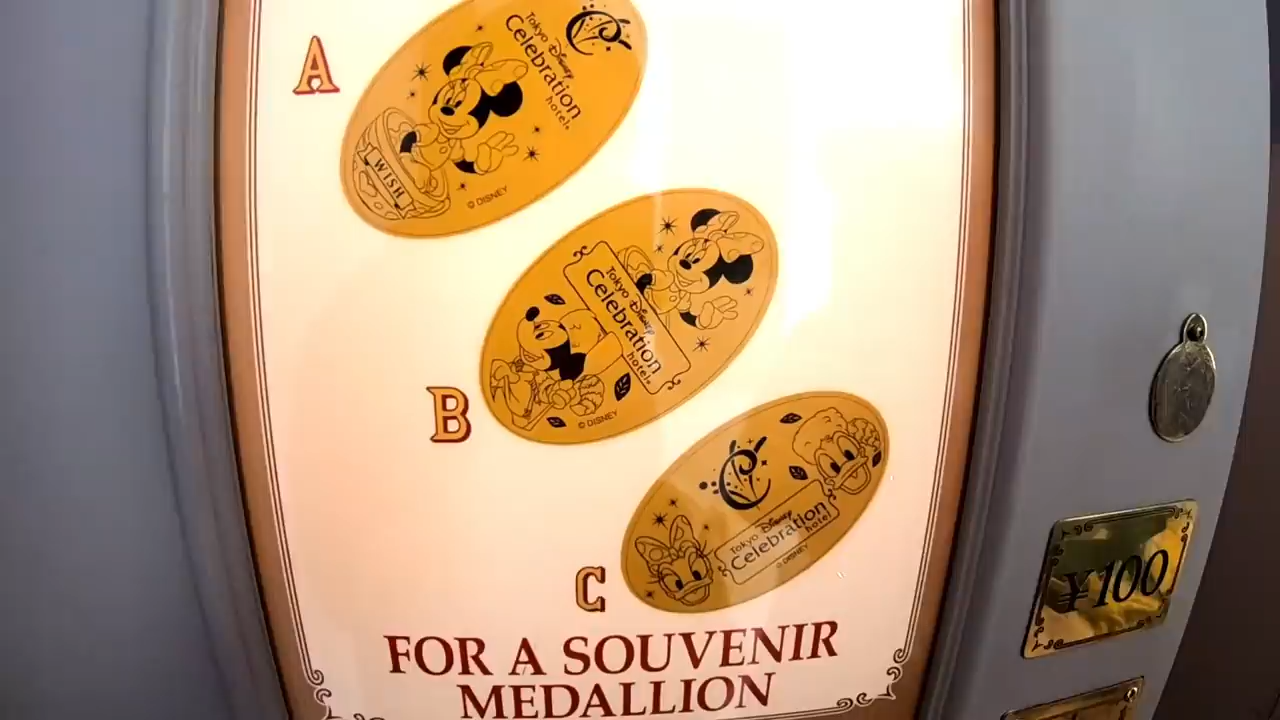 A
Tokyo Disney
Celebration
hotel®
WISH
© DISNEY
B
Tokyo Disney
Celebration
hotel®
© DISNEY
C
Tokyo Disney
Celebration
hotel®
© DISNEY
¥100
FOR A SOUVENIR
MEDALLION